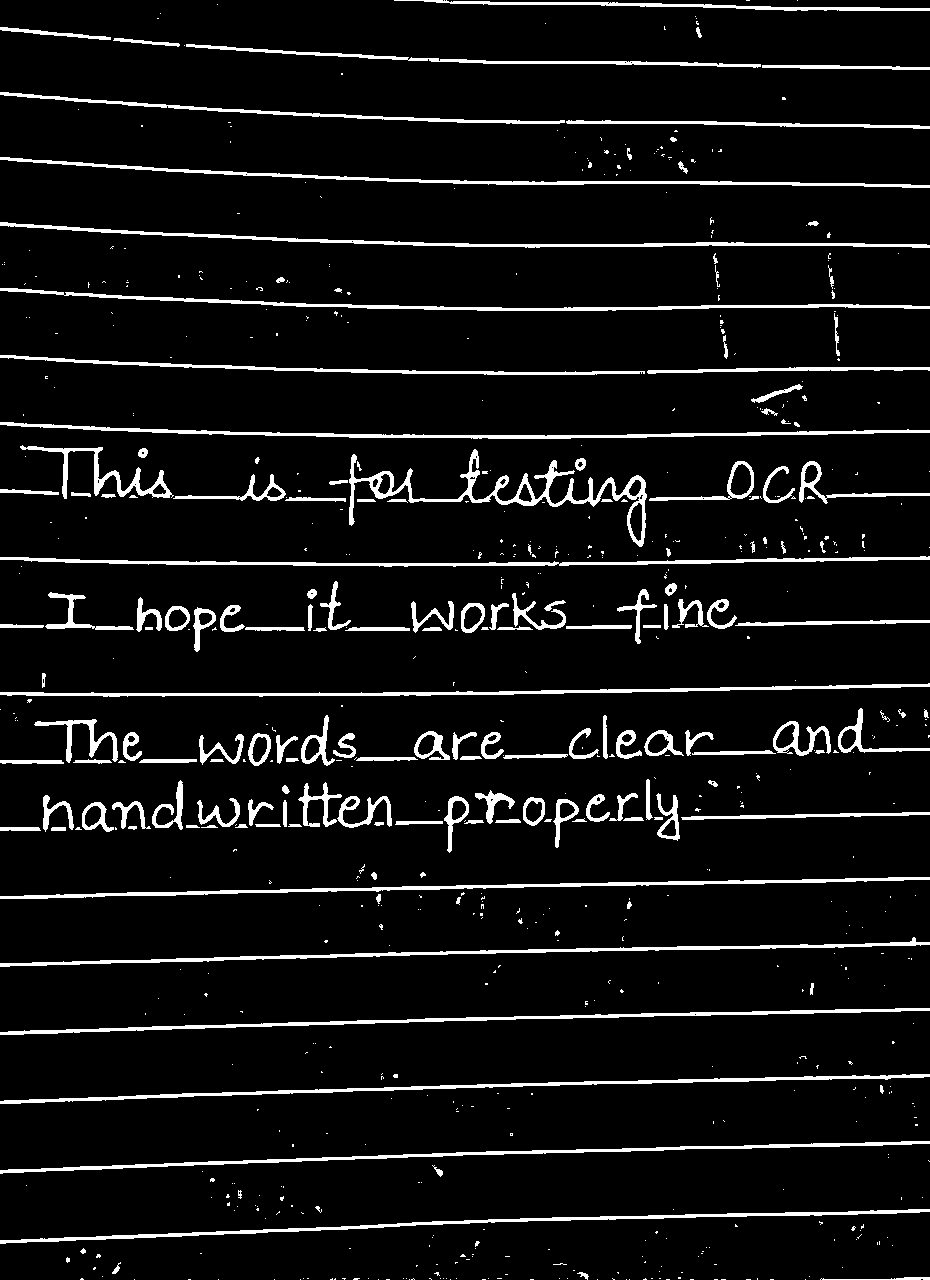 This is for testing OCR
I hope it works fine
The words are clear and
handwritten properly